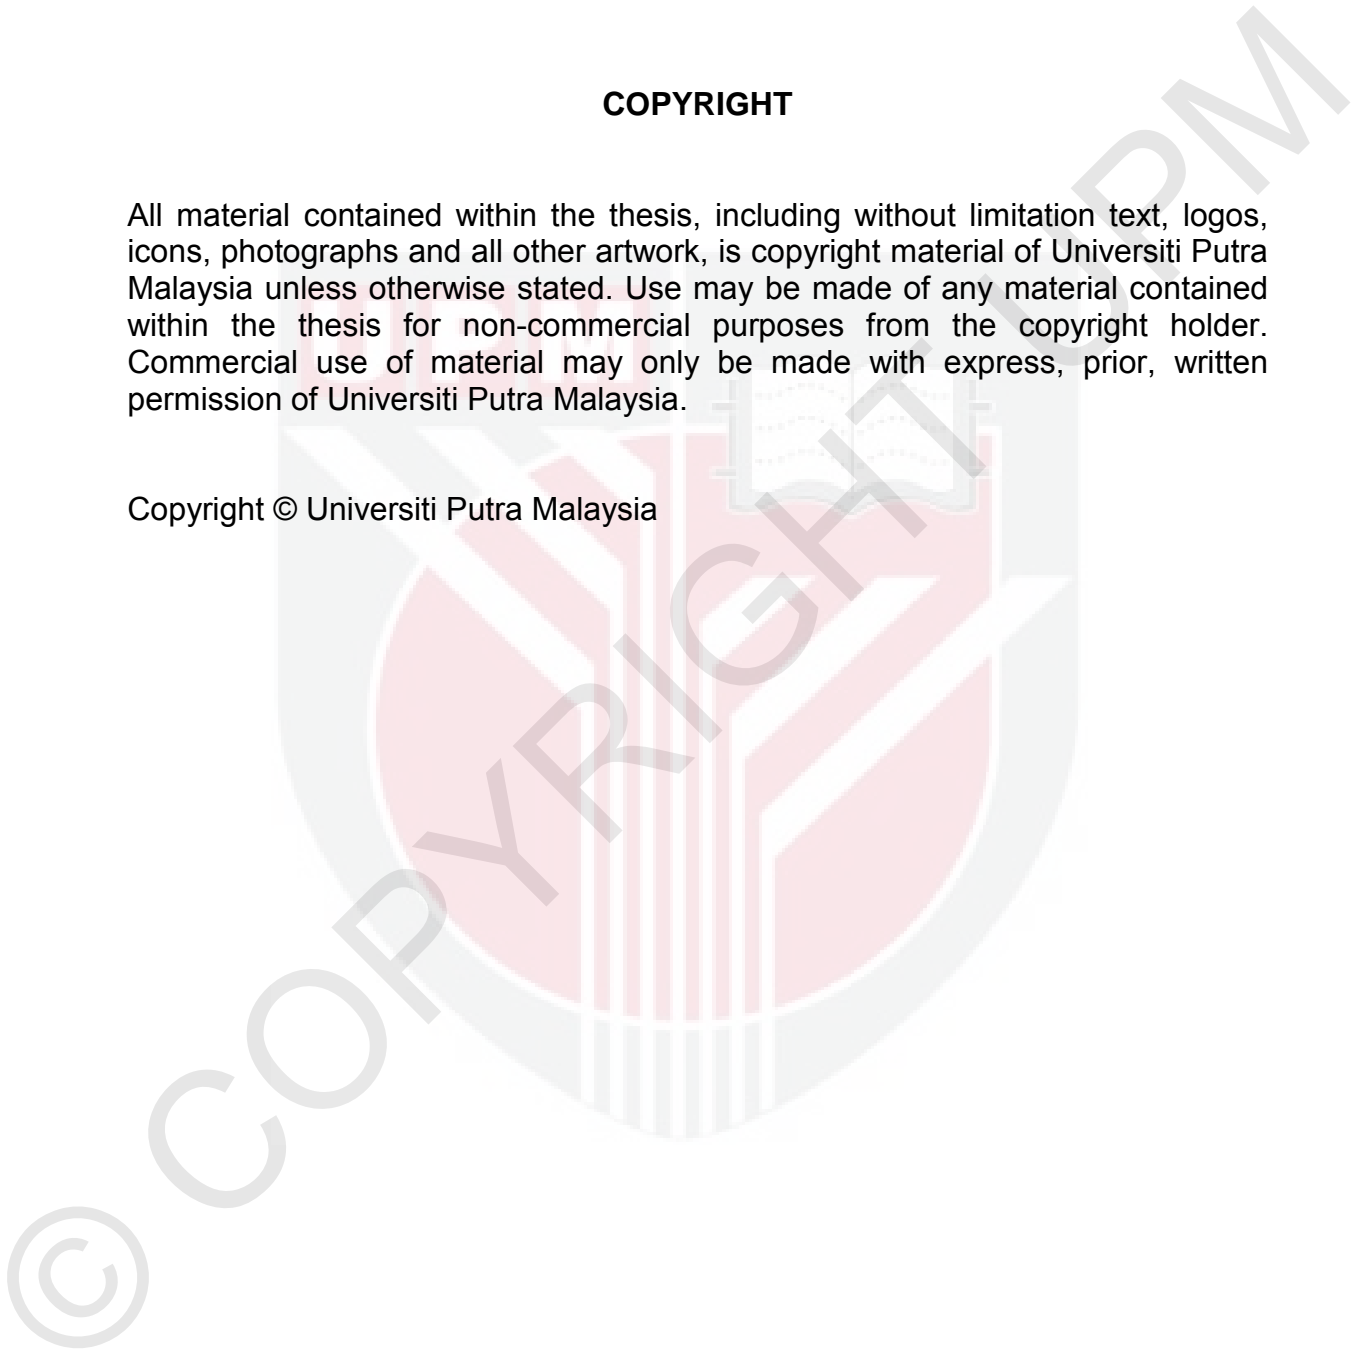 COPYRIGHT
All material contained within the thesis, including without limitation text, logos,
icons, photographs and all other artwork, is copyright material of Universiti Putra
Malaysia unless otherwise stated. Use may be made of any material contained
within the thesis for non-commercial purposes from the copyright holder.
Commercial use of material may only be made with express, prior, written
permission of Universiti Putra Malaysia.
Copyright © Universiti Putra Malaysia
UPM
© COPYRIGHT UPM